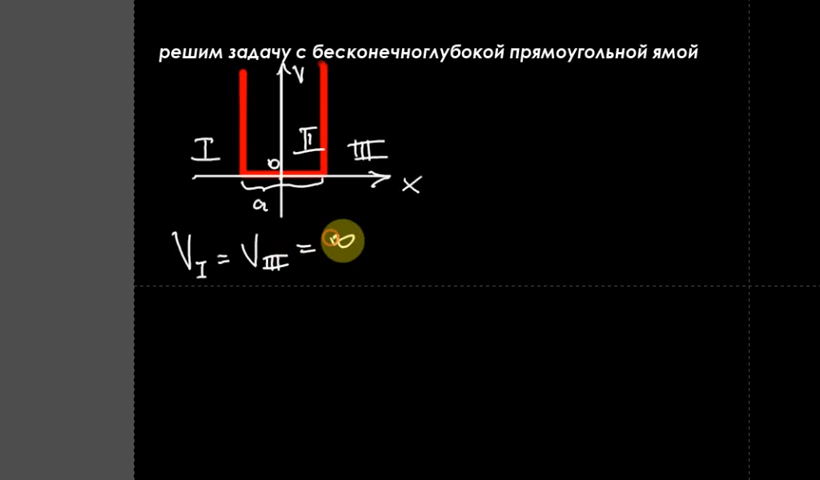 решим задачу с бесконечноглубокой прямоугольной ямой
V
I II III
0
x
a
V_I = V_III = ∞